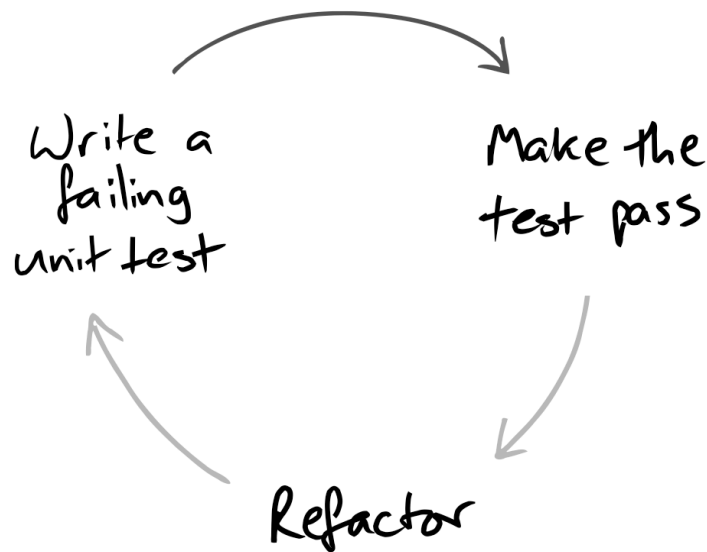 Write a
failing
unit test
Make the
test pass
Refactor